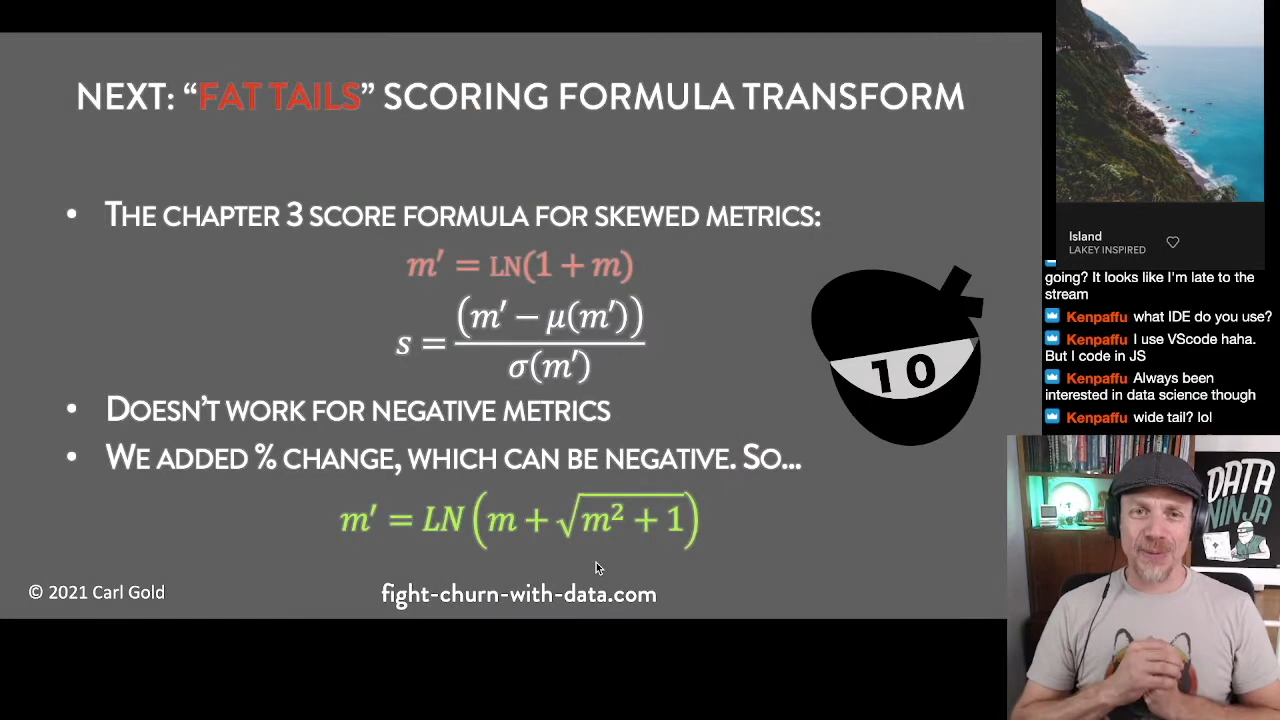 NEXT: “FAT TAILS” SCORING FORMULA TRANSFORM
• THE CHAPTER 3 SCORE FORMULA FOR SKEWED METRICS:
m′ = LN(1 + m)
s = (m′ − μ(m′)) / σ(m′)
• DOESN’T WORK FOR NEGATIVE METRICS
• WE ADDED % CHANGE, WHICH CAN BE NEGATIVE. SO...
m′ = LN(m + √(m² + 1))
10
© 2021 Carl Gold
fight-churn-with-data.com
Island
LAKEY INSPIRED
going? It looks like I'm late to the
stream
Kenpaffu what IDE do you use?
Kenpaffu I use VScode haha.
But I code in JS
Kenpaffu Always been
interested in data science though
Kenpaffu wide tail? lol
DATA
NINJA